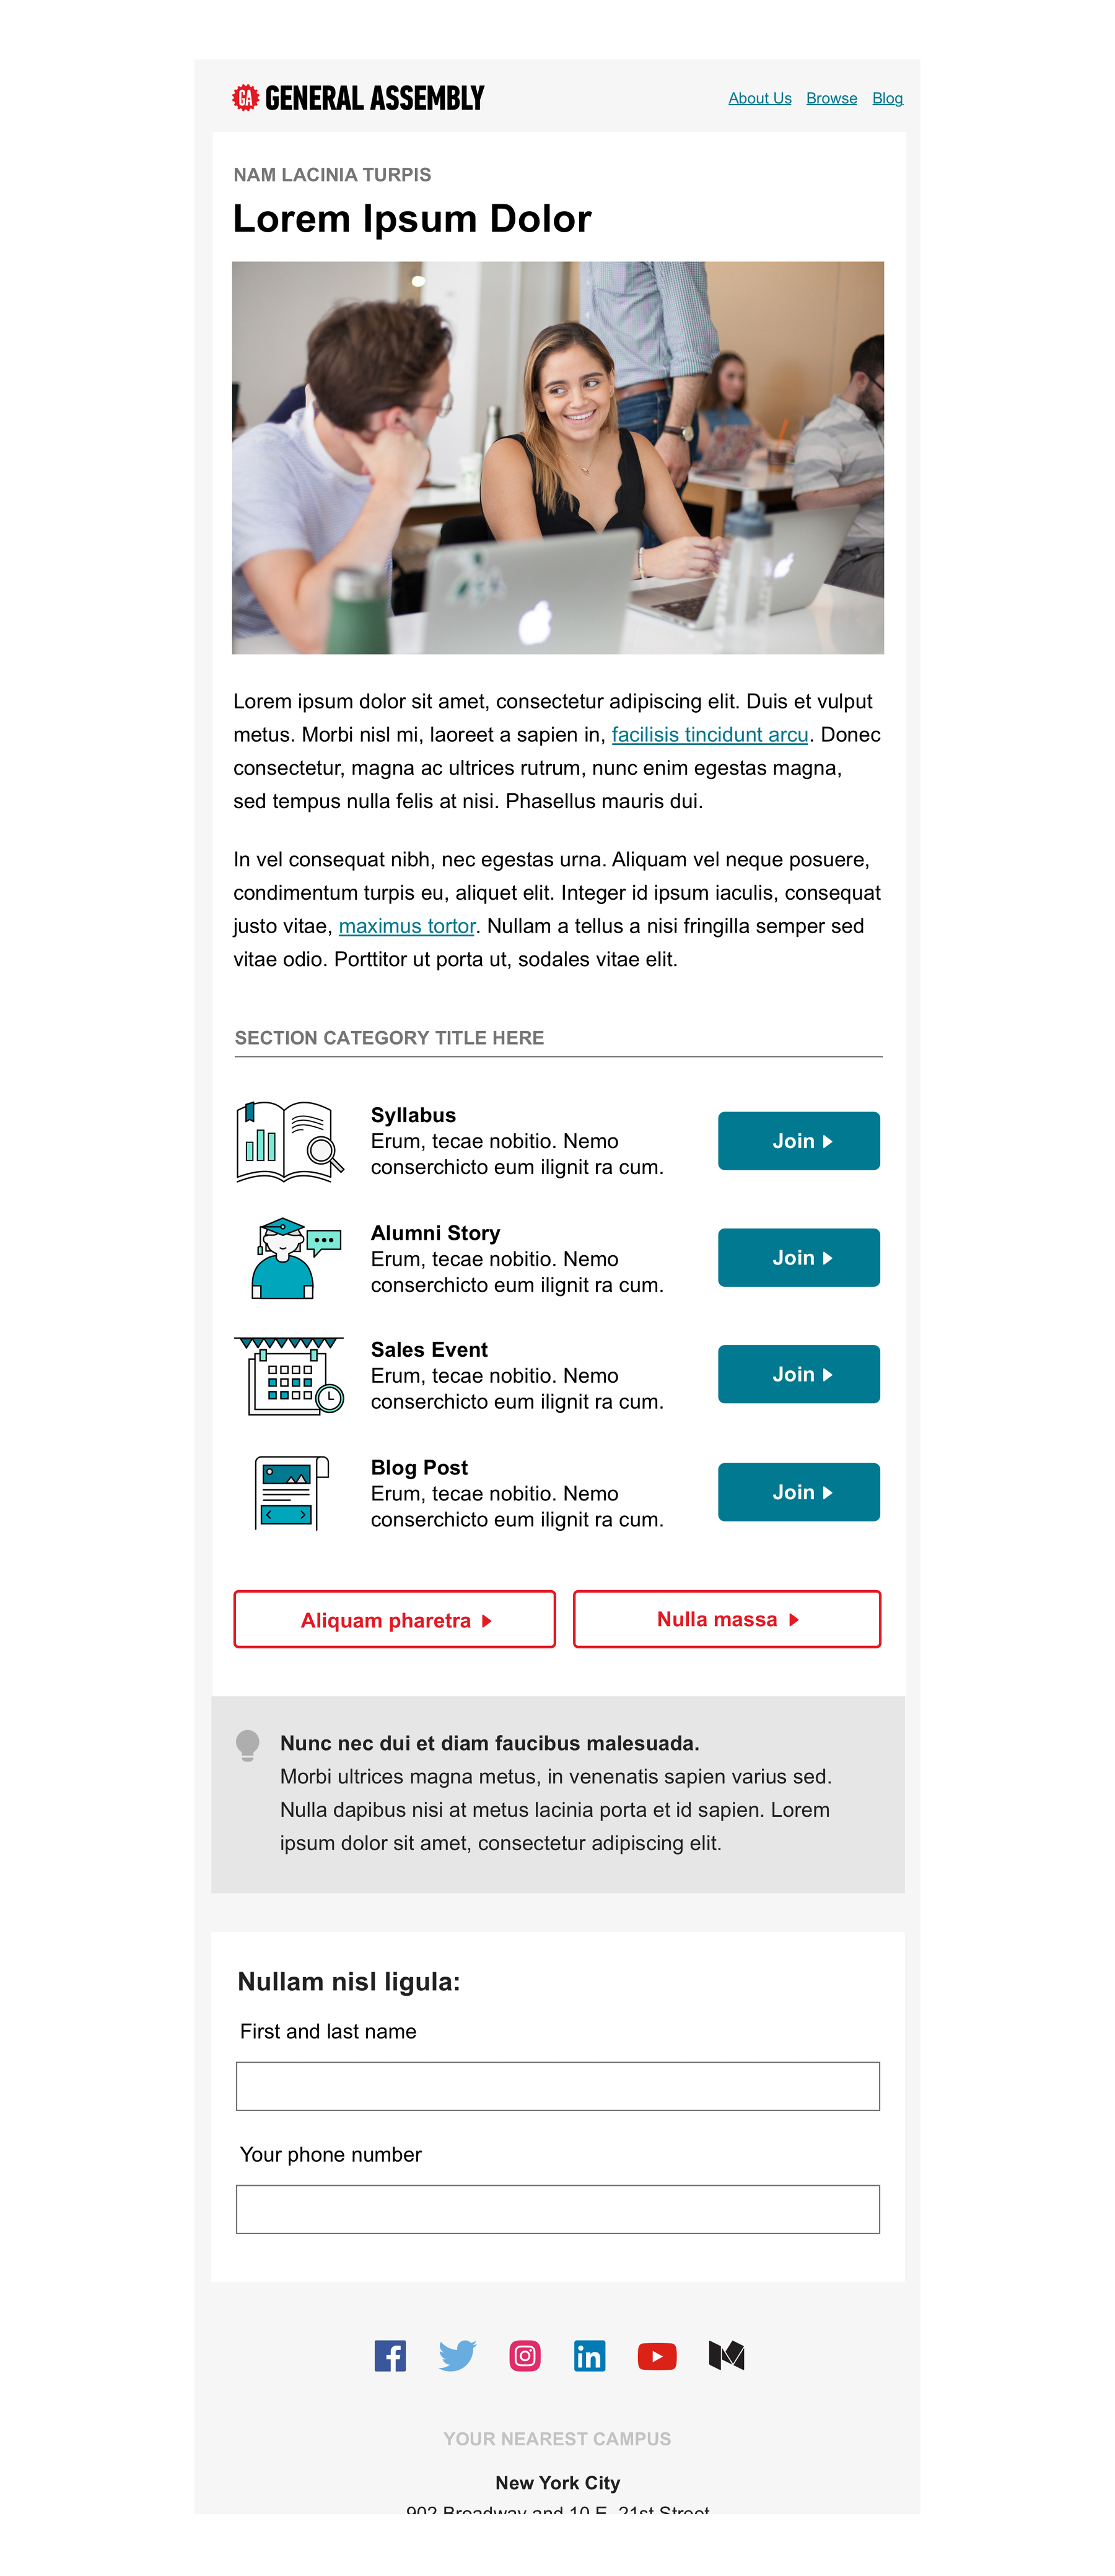 GA GENERAL ASSEMBLY
About Us Browse Blog
NAM LACINIA TURPIS
Lorem Ipsum Dolor
Lorem ipsum dolor sit amet, consectetur adipiscing elit. Duis et vulput
metus. Morbi nisl mi, laoreet a sapien in, facilisis tincidunt arcu. Donec
consectetur, magna ac ultrices rutrum, nunc enim egestas magna,
sed tempus nulla felis at nisi. Phasellus mauris dui.
In vel consequat nibh, nec egestas urna. Aliquam vel neque posuere,
condimentum turpis eu, aliquet elit. Integer id ipsum iaculis, consequat
justo vitae, maximus tortor. Nullam a tellus a nisi fringilla semper sed
vitae odio. Porttitor ut porta ut, sodales vitae elit.
SECTION CATEGORY TITLE HERE
Syllabus
Erum, tecae nobitio. Nemo
conserchicto eum ilignit ra cum.
Join
Alumni Story
Erum, tecae nobitio. Nemo
conserchicto eum ilignit ra cum.
Join
Sales Event
Erum, tecae nobitio. Nemo
conserchicto eum ilignit ra cum.
Join
Blog Post
Erum, tecae nobitio. Nemo
conserchicto eum ilignit ra cum.
Join
Aliquam pharetra
Nulla massa
Nunc nec dui et diam faucibus malesuada.
Morbi ultrices magna metus, in venenatis sapien varius sed.
Nulla dapibus nisi at metus lacinia porta et id sapien. Lorem
ipsum dolor sit amet, consectetur adipiscing elit.
Nullam nisl ligula:
First and last name
Your phone number
YOUR NEAREST CAMPUS
New York City
902 Broadway and 10 E. 21st Street